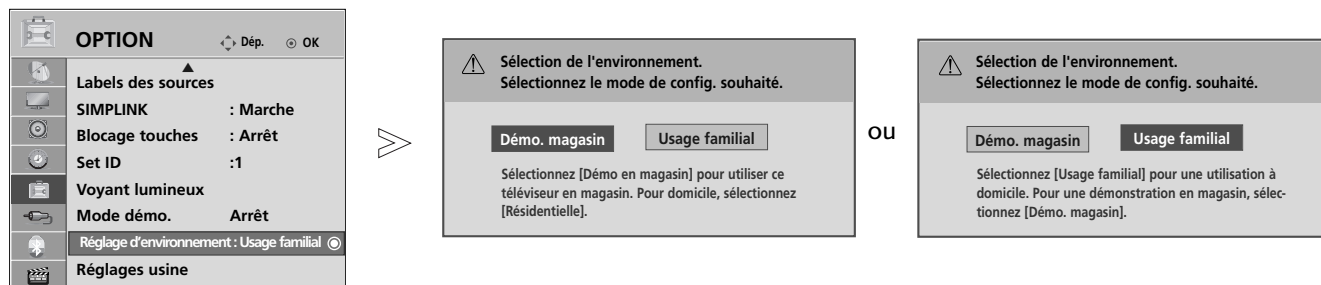 OPTION Dép. OK
Labels des sources
SIMPLINK : Marche
Blocage touches : Arrêt
Set ID :1
Voyant lumineux
Mode démo. Arrêt
Réglage d'environnement : Usage familial
Réglages usine
Sélection de l'environnement.
Sélectionnez le mode de config. souhaité.
Démo. magasin Usage familial
Sélectionnez [Démo en magasin] pour utiliser ce
téléviseur en magasin. Pour domicile, sélectionnez
[Résidentielle].
ou
Sélection de l'environnement.
Sélectionnez le mode de config. souhaité.
Démo. magasin Usage familial
Sélectionnez [Usage familial] pour une utilisation à
domicile. Pour une démonstration en magasin, sélec-
tionnez [Démo. magasin].